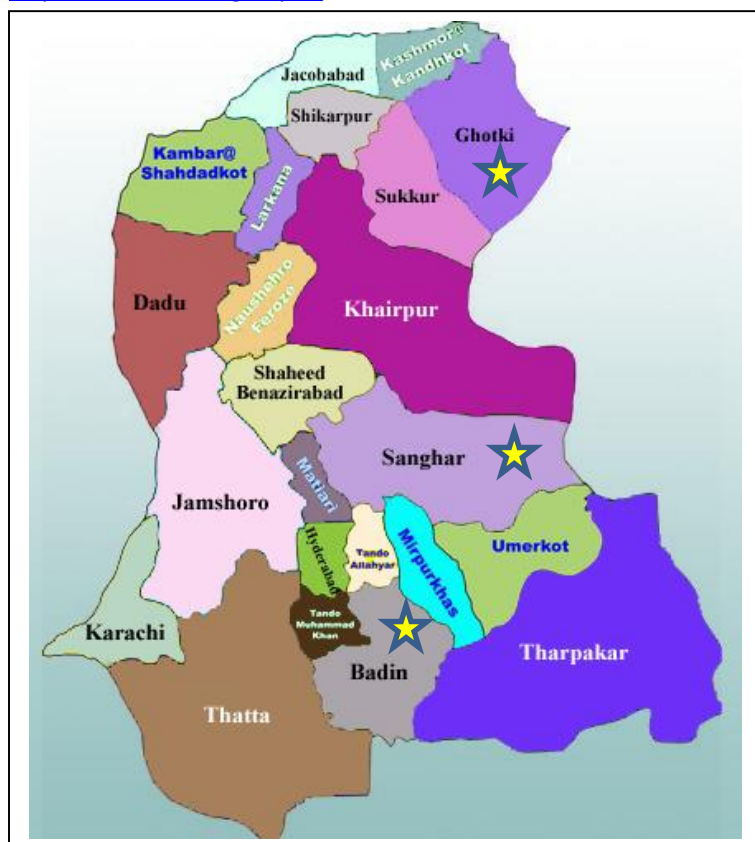 Kashmor@
Kandhkot
Jacobabad
Shikarpur
Ghotki
Kambar@
Shahdadkot
Larkana
Sukkur
Dadu
Naushehro
Feroze
Khairpur
Shaheed
Benazirabad
Sanghar
Matiari
Jamshoro
Hyderabad
Tando
Allahyar
Mirpurkhas
Umerkot
Karachi
Tando
Muhammad
Khan
Badin
Tharpakar
Thatta